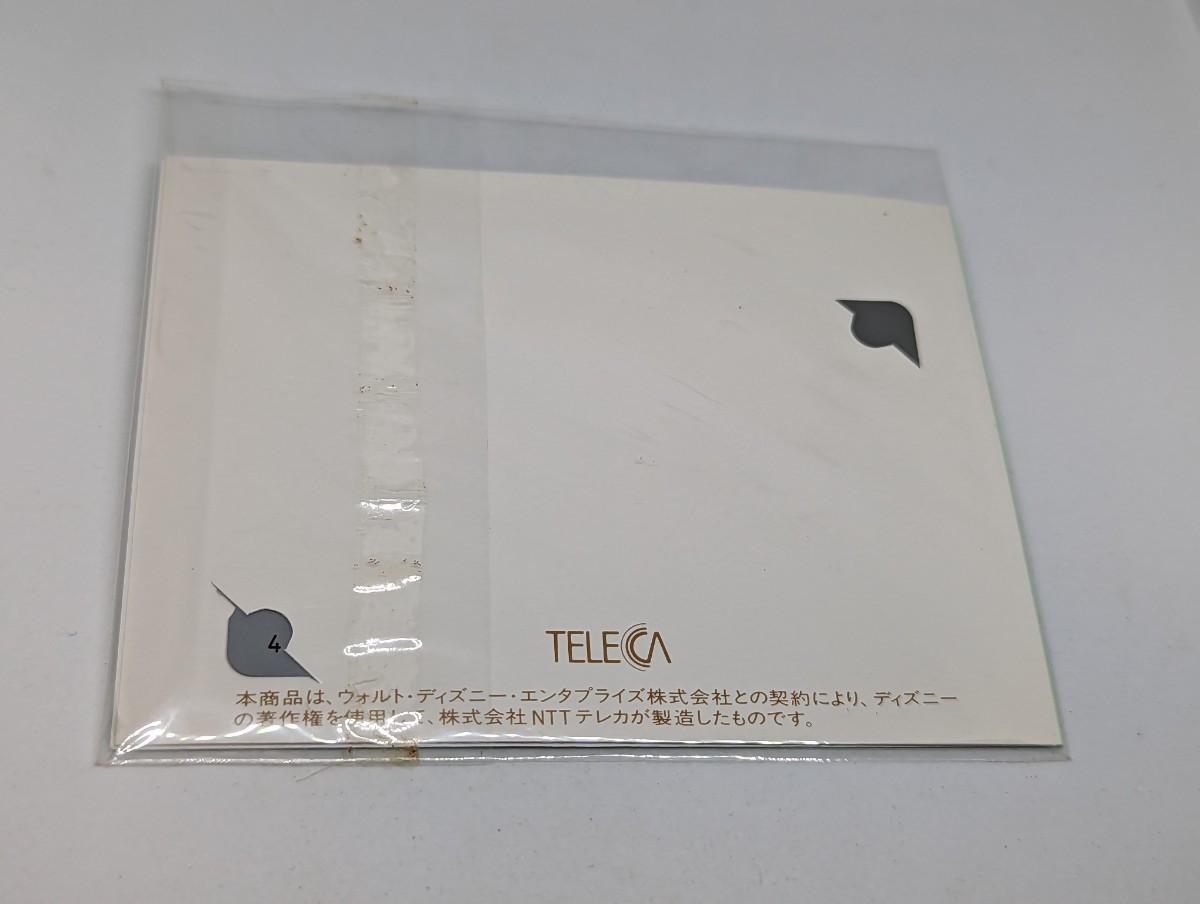 4
TELECA
本商品は、ウォルト・ディズニー・エンタプライズ株式会社との契約により、ディズニー
の著作権を使用して、株式会社NTTテレカが製造したものです。